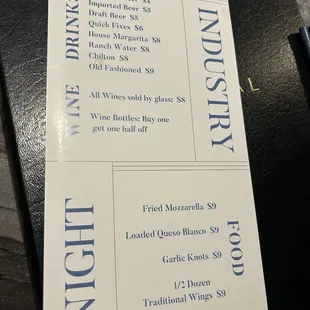 INDUSTRY
NIGHT
DRINKS
Imported Beer $5
Draft Beer $5
Quick Fixes $6
House Margarita $8
Ranch Water $8
Chilton $8
Old Fashioned $9
WINE
All Wines sold by glass: $8
Wine Bottles: Buy one
get one half off
FOOD
Fried Mozzarella $9
Loaded Queso Blanco $9
Garlic Knots $9
1/2 Dozen
Traditional Wings $9